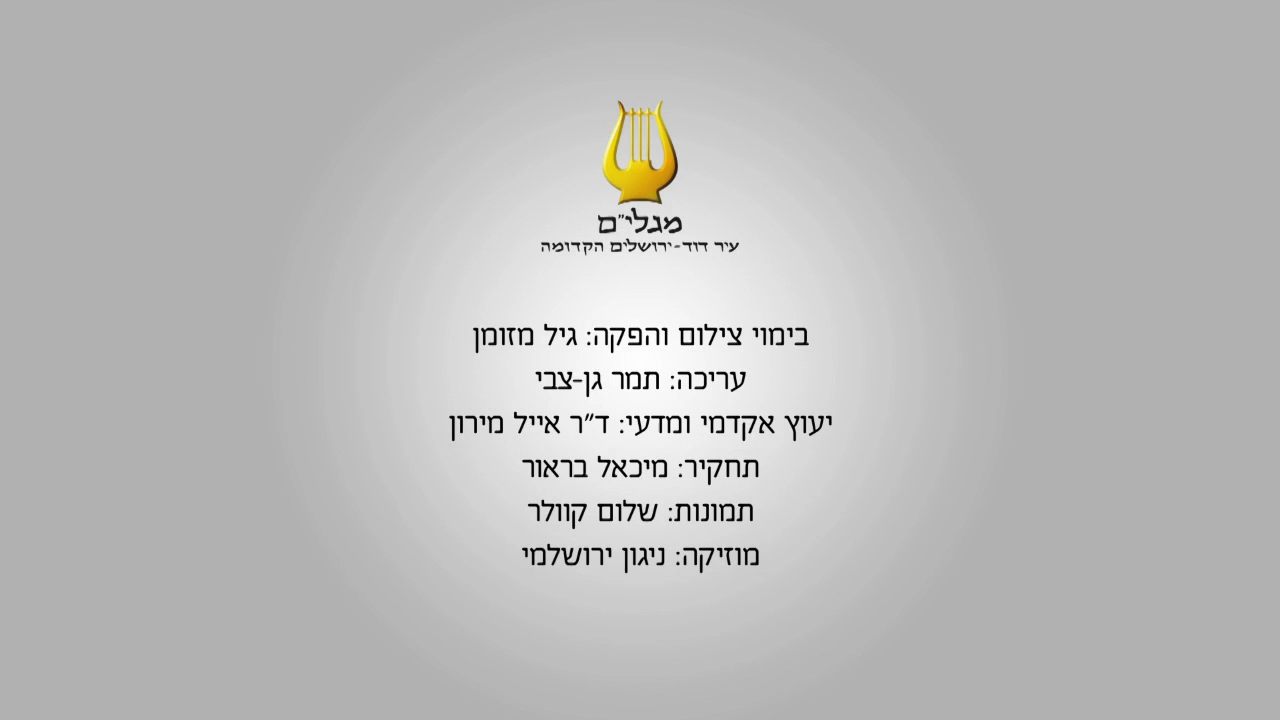 מגלי"ם
עיר דוד-ירושלים הקדומה
בימוי צילום והפקה: גיל מזומן
עריכה: תמר גן-צבי
יעוץ אקדמי ומדעי: ד"ר אייל מירון
תחקיר: מיכאל בראור
תמונות: שלום קוולר
מוזיקה: ניגון ירושלמי